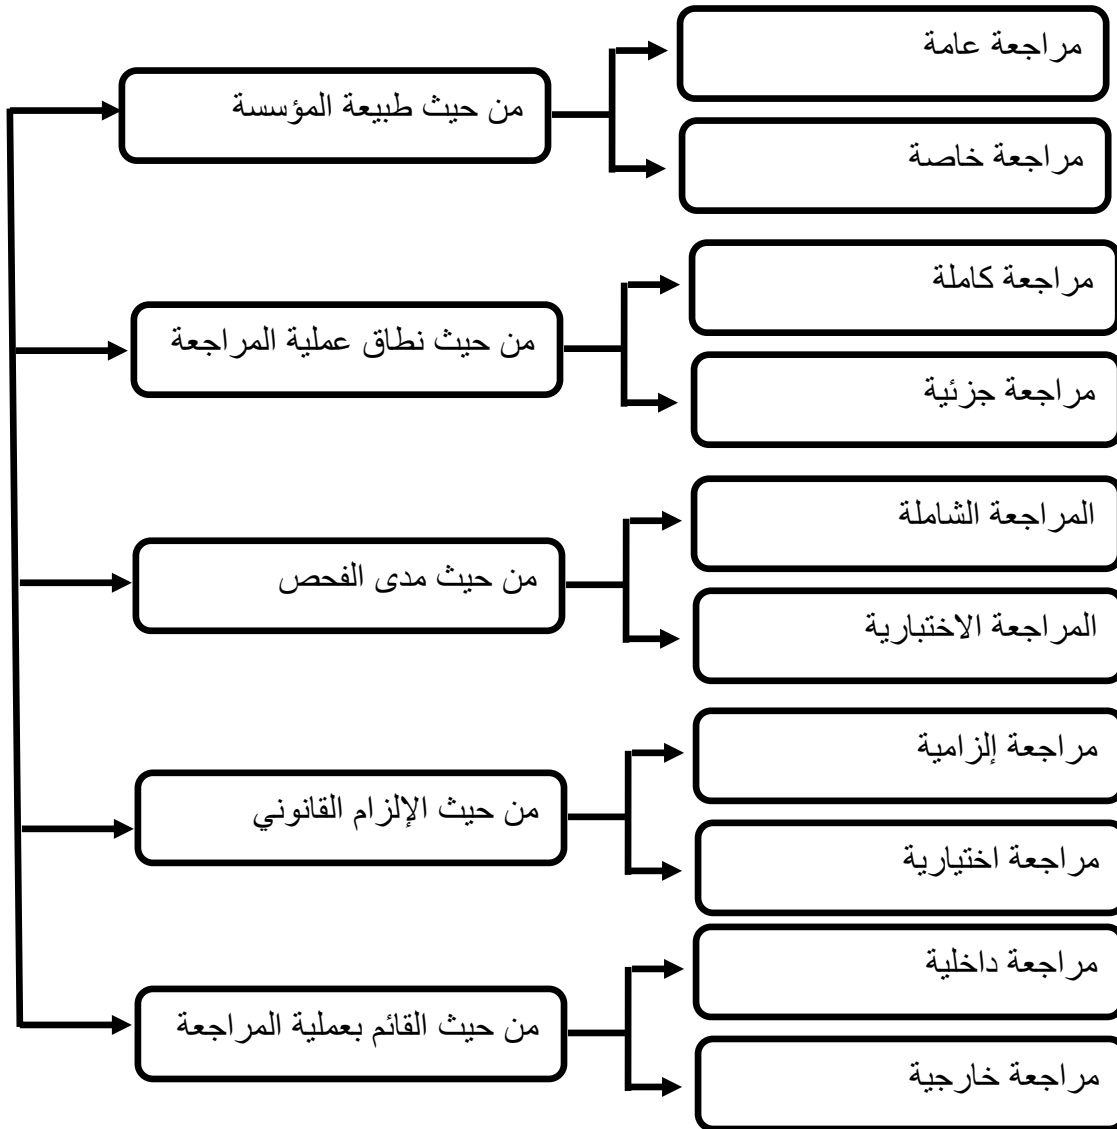 من حيث طبيعة المؤسسة
مراجعة عامة
مراجعة خاصة
من حيث نطاق عملية المراجعة
مراجعة كاملة
مراجعة جزئية
من حيث مدى الفحص
المراجعة الشاملة
المراجعة الاختبارية
من حيث الإلزام القانوني
مراجعة إلزامية
مراجعة اختيارية
من حيث القائم بعملية المراجعة
مراجعة داخلية
مراجعة خارجية